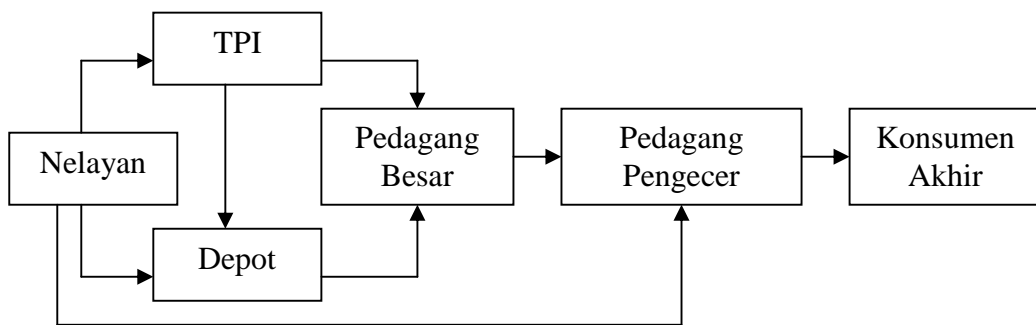 TPI
Nelayan
Depot
Pedagang
Besar
Pedagang
Pengecer
Konsumen
Akhir